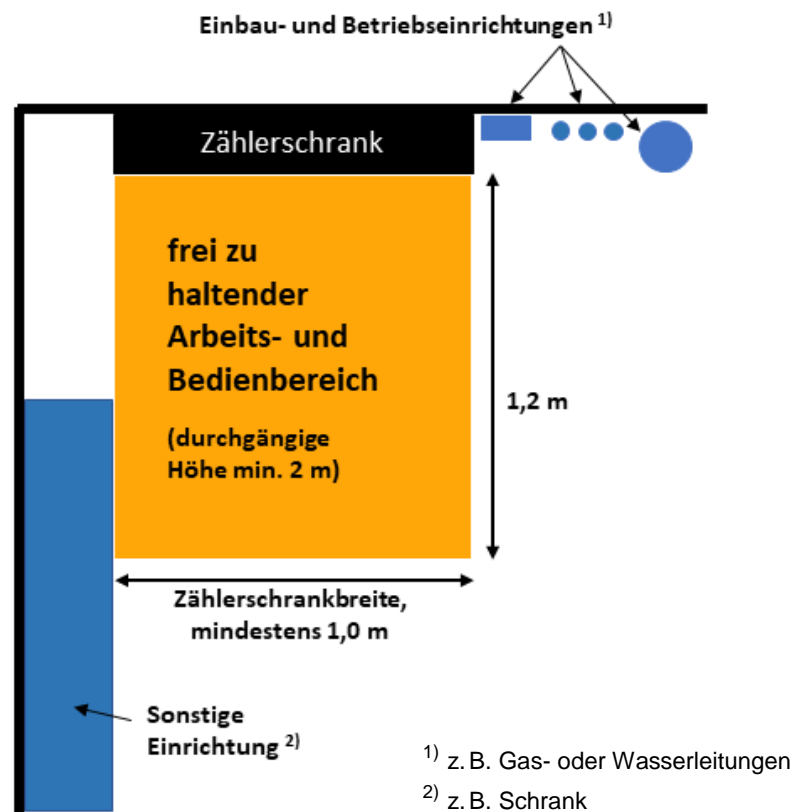 Einbau- und Betriebseinrichtungen 1)
Zählerschrank
frei zu
haltender
Arbeits- und
Bedienbereich
(durchgängige
Höhe min. 2 m)
1,2 m
Zählerschrankbreite,
mindestens 1,0 m
Sonstige
Einrichtung 2)
1) z. B. Gas- oder Wasserleitungen
2) z. B. Schrank